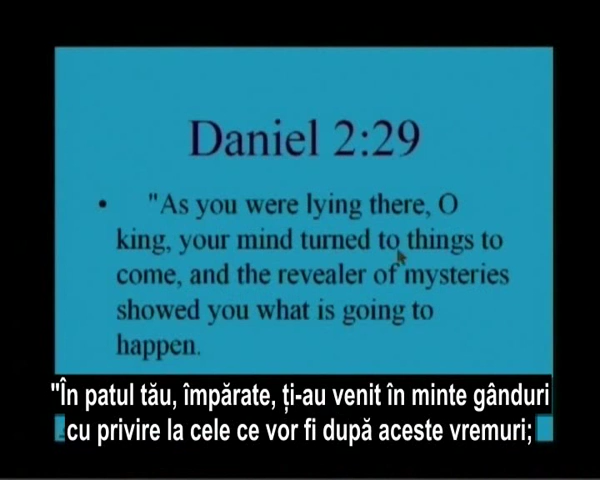 Daniel 2:29
• "As you were lying there, O
king, your mind turned to things to
come, and the revealer of mysteries
showed you what is going to
happen.
"În patul tău, împărate, ți-au venit în minte gânduri
cu privire la cele ce vor fi după aceste vremuri;